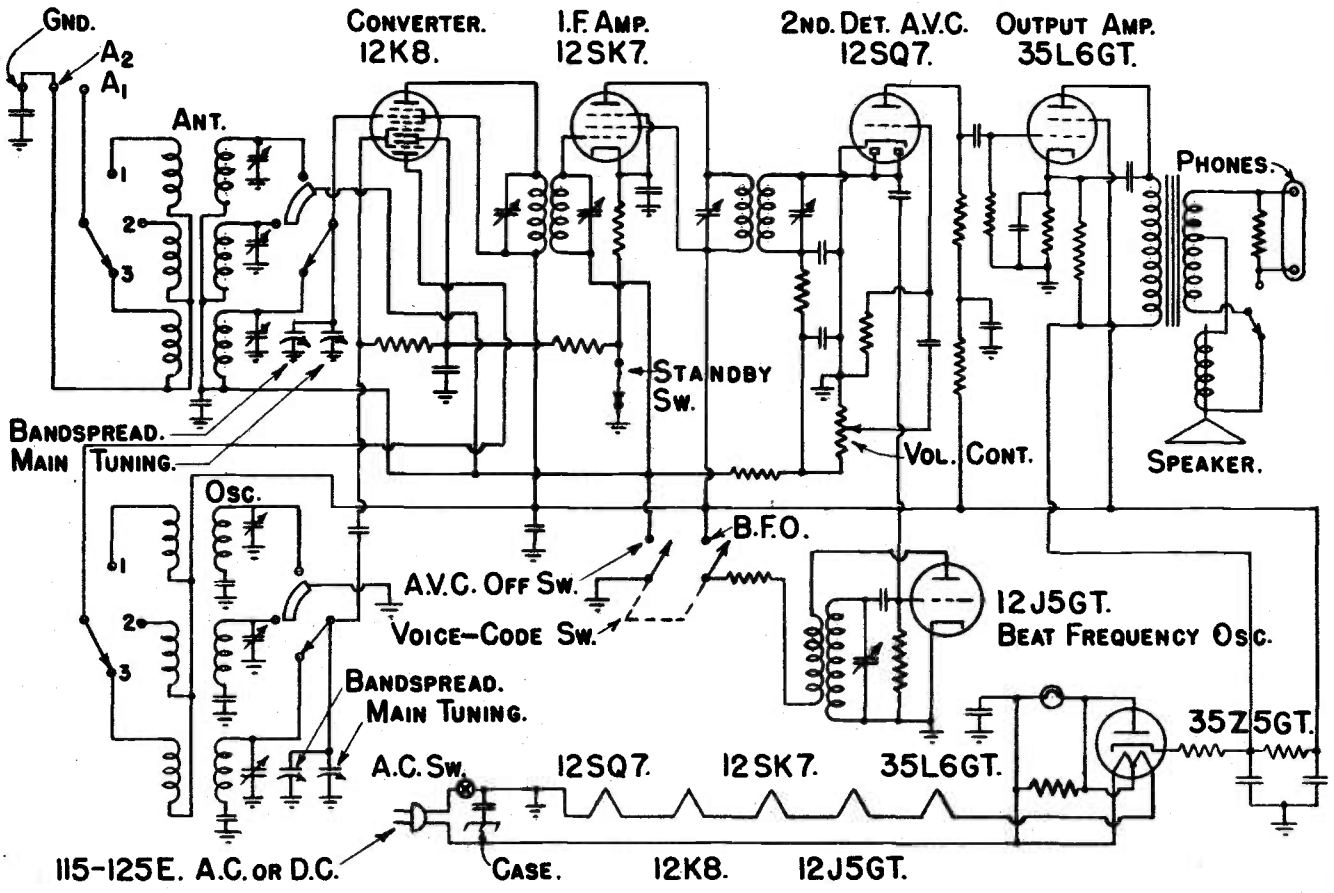 GND.
A2
A1
CONVERTER.
12K8.
I.F. AMP.
12SK7.
2ND. DET. A.V.C.
12SQ7.
OUTPUT AMP.
35L6GT.
ANT.
1
2
3
PHONES.
STANDBY
SW.
BANDSPREAD.
MAIN TUNING.
VOL. CONT.
SPEAKER.
OSC.
1
2
3
A.V.C. OFF SW.
B.F.O.
VOICE-CODE SW.
12J5GT.
BEAT FREQUENCY OSC.
BANDSPREAD.
MAIN TUNING.
35Z5GT.
A.C. SW.
12SQ7.
12SK7.
35L6GT.
115-125E. A.C. OR D.C.
CASE.
12K8.
12J5GT.